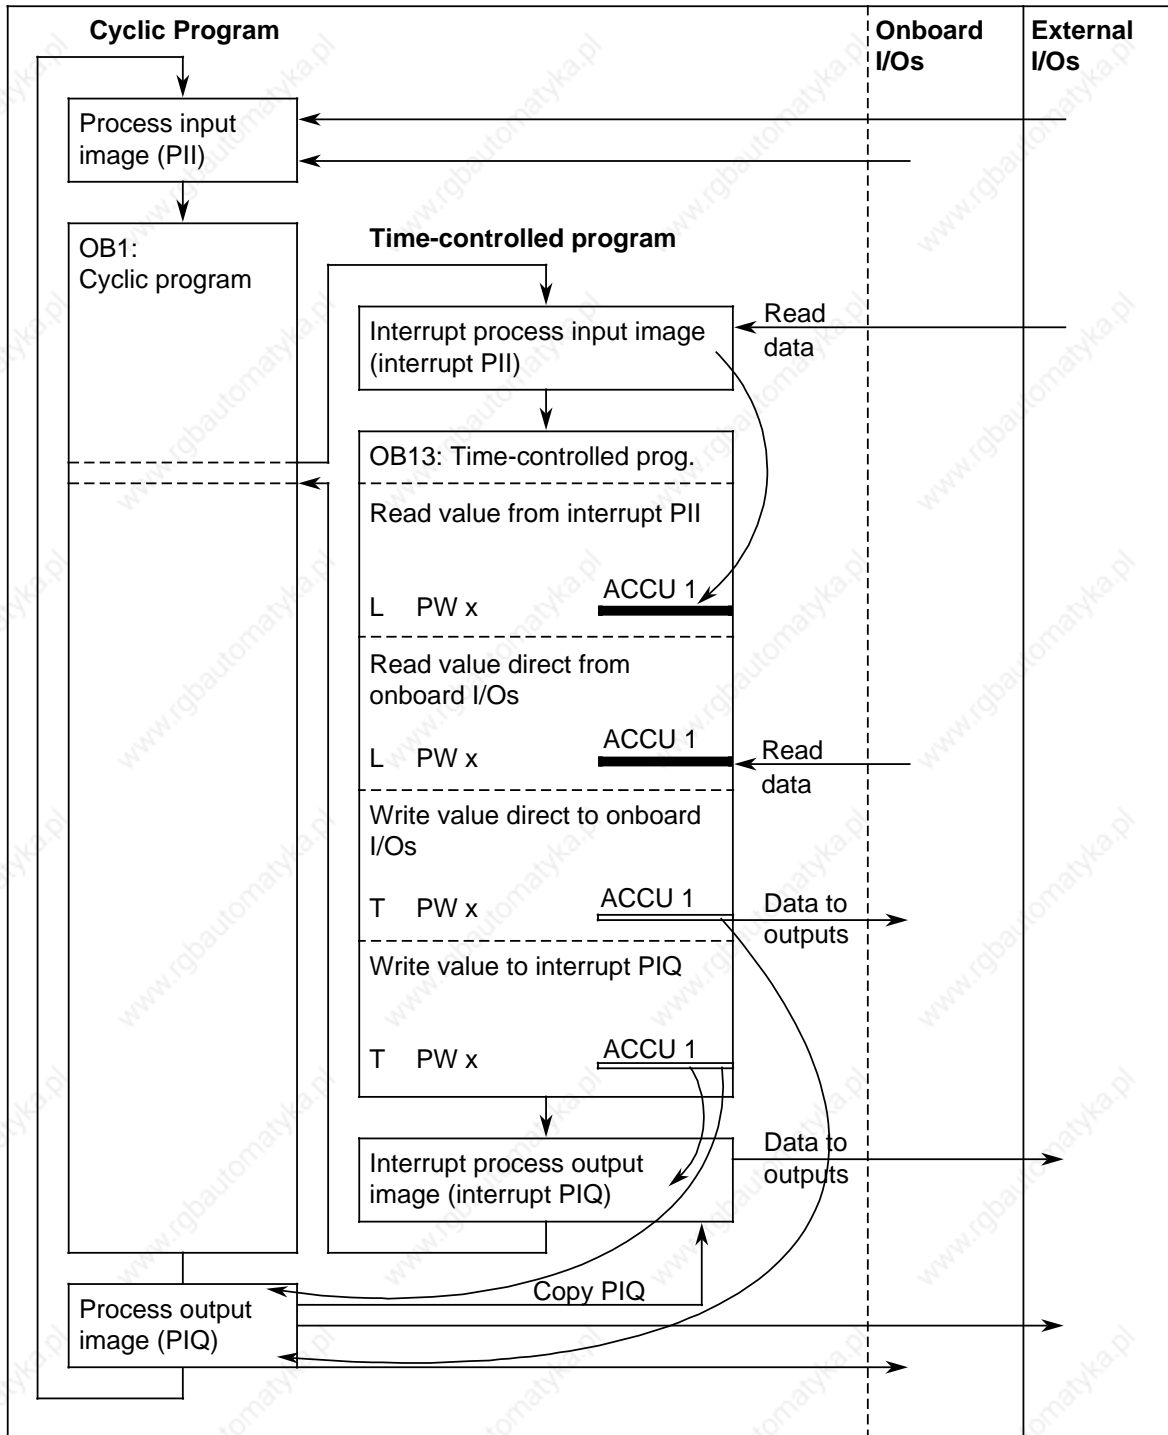 Cyclic Program
Onboard
I/Os
External
I/Os
Process input
image (PII)
OB1:
Cyclic program
Time-controlled program
Interrupt process input image
(interrupt PII)
Read
data
OB13: Time-controlled prog.
Read value from interrupt PII
ACCU 1
L PW x
Read value direct from
onboard I/Os
ACCU 1
L PW x
Read
data
Write value direct to onboard
I/Os
ACCU 1
T PW x
Data to
outputs
Write value to interrupt PIQ
ACCU 1
T PW x
Interrupt process output
image (interrupt PIQ)
Data to
outputs
Copy PIQ
Process output
image (PIQ)
www.rgbautomatyka.pl